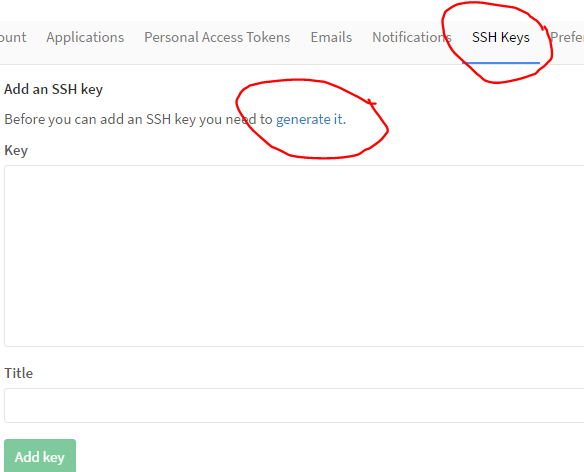 ount Applications Personal Access Tokens Emails Notifications SSH Keys Prefer
Add an SSH key
Before you can add an SSH key you need to generate it.
Key
Title
Add key